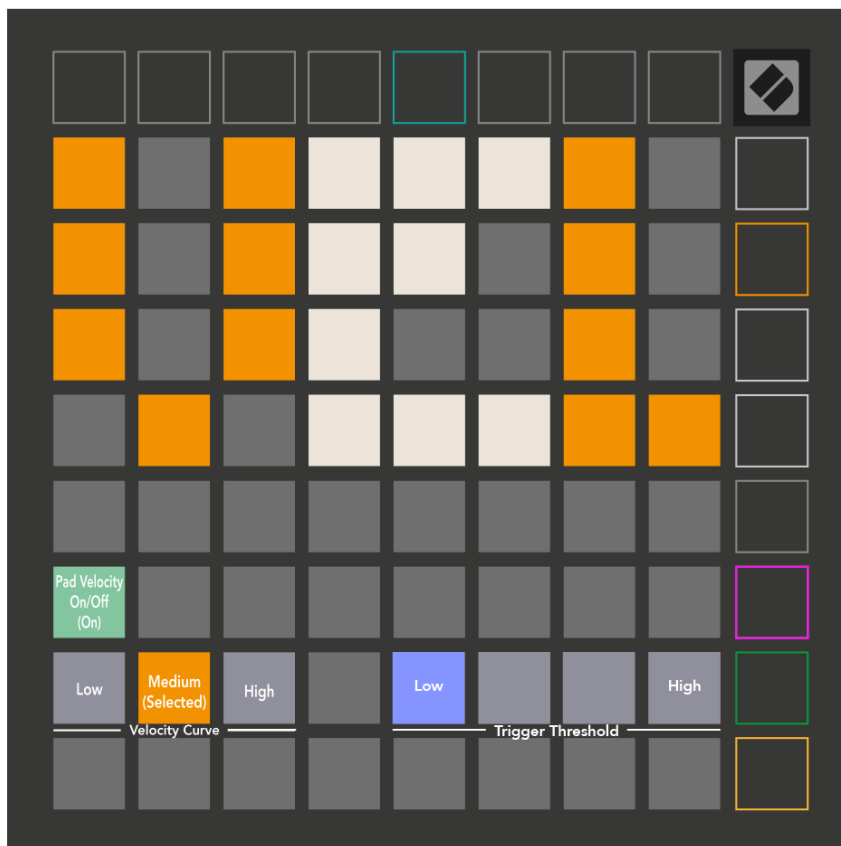 Pad Velocity
On/Off
(On)
Low
Medium
(Selected)
High
Low
High
Velocity Curve
Trigger Threshold